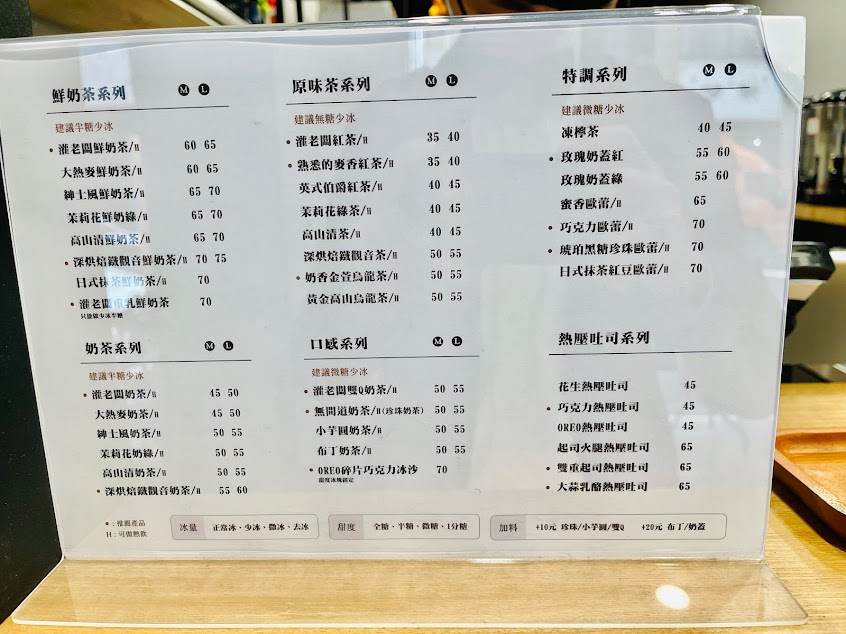 鮮奶茶系列 M L
建議半糖少冰
• 灌老闆鮮奶茶/H 60 65
大熱麥鮮奶茶/H 60 65
紳士風鮮奶茶/H 65 70
茉莉花鮮奶綠/H 65 70
高山清鮮奶茶/H 65 70
• 深烘焙鐵觀音鮮奶茶/H 70 75
日式抹茶鮮奶茶/H 70
• 灌老闆重乳鮮奶茶 70
只能做少冰半糖
奶茶系列 M L
建議半糖少冰
• 灌老闆奶茶/H 45 50
大熱麥奶茶/H 45 50
紳士風奶茶/H 50 55
茉莉花奶綠/H 50 55
高山清奶茶/H 50 55
• 深烘焙鐵觀音奶茶/H 55 60
原味茶系列 M L
建議無糖少冰
• 灌老闆紅茶/H 35 40
• 熟悉的麥香紅茶/H 35 40
英式伯爵紅茶/H 40 45
茉莉花綠茶/H 40 45
高山清茶/H 40 45
深烘焙鐵觀音茶/H 50 55
• 奶香金萱烏龍茶/H 50 55
黃金高山烏龍茶/H 50 55
口感系列 M L
建議微糖少冰
• 灌老闆雙Q奶茶/H 50 55
• 無間道奶茶/H(珍珠奶茶) 50 55
小芋圓奶茶/H 50 55
布丁奶茶/H 50 55
• OREO碎片巧克力冰沙 70
甜度冰塊固定
特調系列 M L
建議微糖少冰
凍檸茶 40 45
• 玫瑰奶蓋紅 55 60
玫瑰奶蓋綠 55 60
蜜香歐蕾/H 65
• 巧克力歐蕾/H 70
• 琥珀黑糖珍珠歐蕾/H 70
日式抹茶紅豆歐蕾/H 70
熱壓吐司系列
花生熱壓吐司 45
• 巧克力熱壓吐司 45
OREO熱壓吐司 45
起司火腿熱壓吐司 65
• 雙重起司熱壓吐司 65
• 大蒜乳酪熱壓吐司 65
• : 推薦產品
H : 可做熱飲
冰量 正常冰、少冰、微冰、去冰
甜度 全糖、半糖、微糖、1分糖
加料 +10元 珍珠/小芋圓/雙Q +20元 布丁/奶蓋